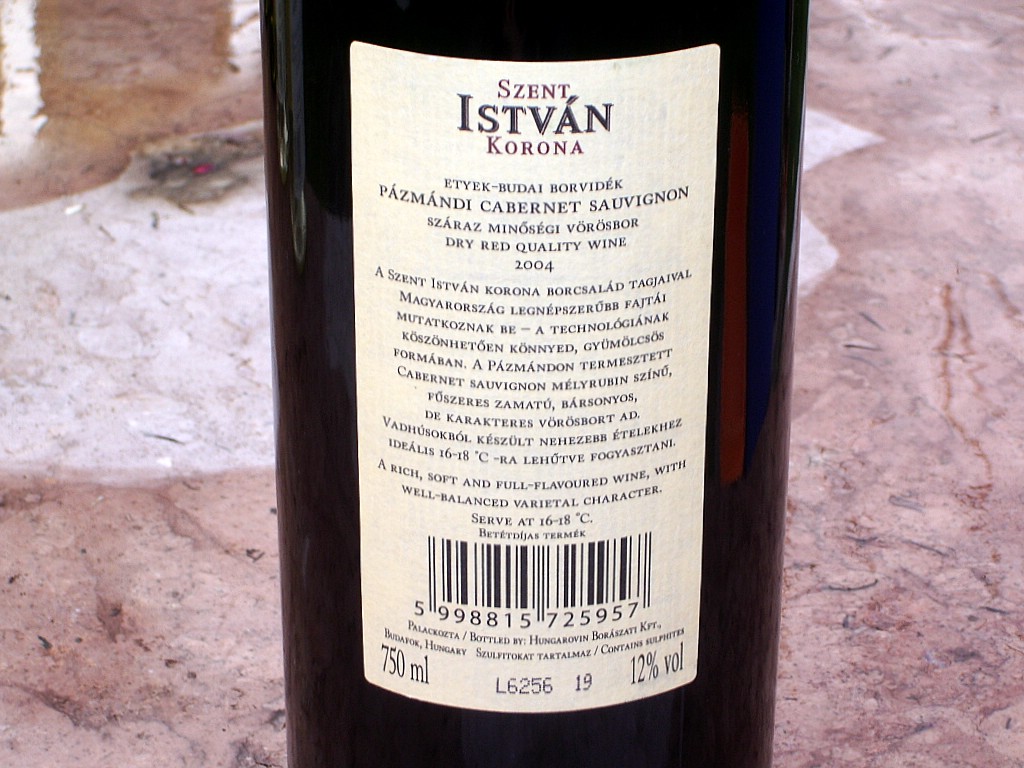 Szent
István
Korona
Etyek-Budai Borvidék
Pázmándi Cabernet Sauvignon
száraz minőségi vörösbor
dry red quality wine
2004
A Szent István korona borcsalád tagjaival
Magyarország legnépszerűbb fajtái
mutatkoznak be – a technológiának
köszönhetően könnyed, gyümölcsös
formában. A Pázmándon termesztett
Cabernet sauvignon mélyrubin színű,
fűszeres zamatú, bársonyos,
de karakteres vörösbort ad.
Vadhúsokból készült nehezebb ételekhez
ideális 16-18 °C -ra lehűtve fogyasztani.
A rich, soft and full-flavoured wine, with
well-balanced varietal character.
Serve at 16-18 °C.
Betétdíjas termék
5 998815 725957
Palackozta / Bottled by: Hungarovin Borászati Kft.,
Budafok, Hungary Szulfitokat tartalmaz / Contains sulphites
750 ml L6256 19 12% vol